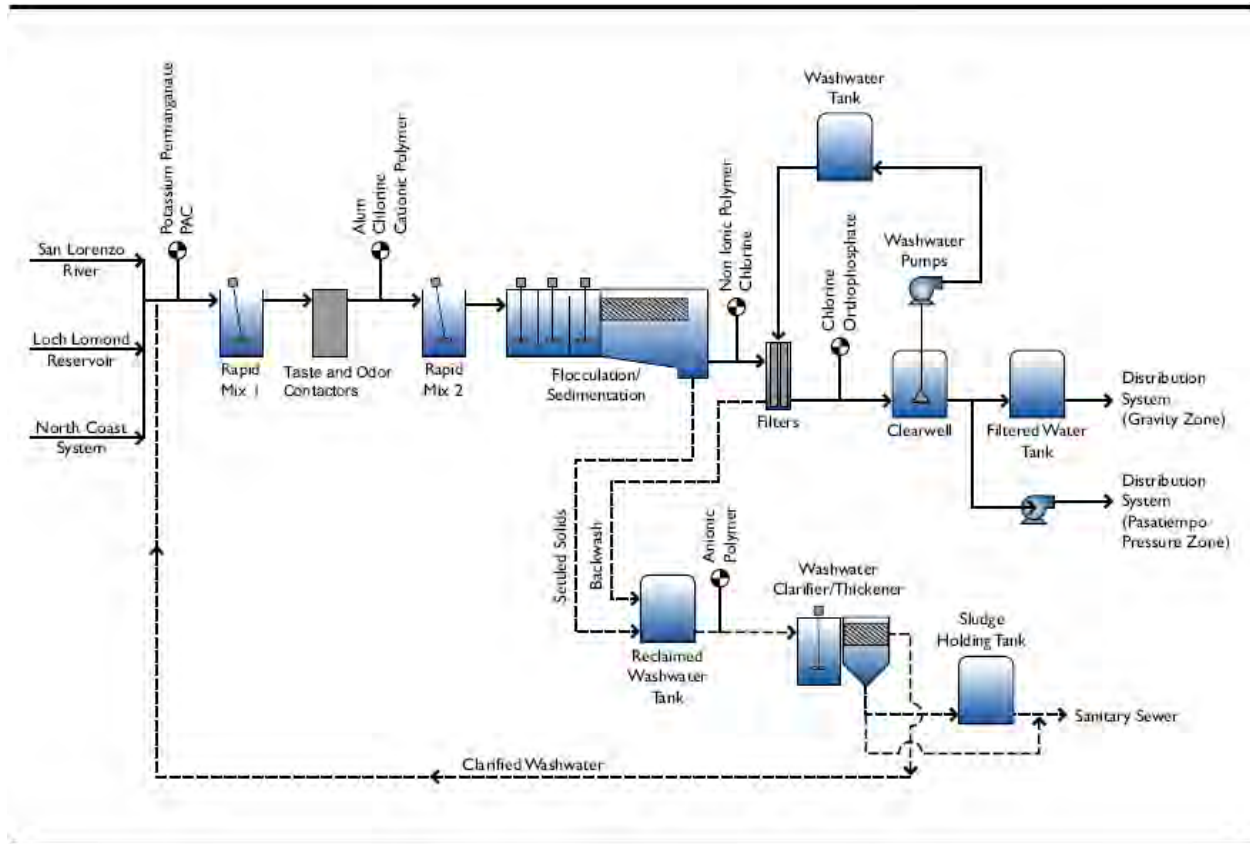 Washwater
Tank
Potassium Permanganate
PAC
Alum
Chlorine
Cationic Polymer
Non Ionic Polymer
Chlorine
Chlorine
Orthophosphate
Washwater
Pumps
San Lorenzo
River
Loch Lomond
Reservoir
North Coast
System
Rapid
Mix 1
Taste and Odor
Contactors
Rapid
Mix 2
Flocculation/
Sedimentation
Filters
Clearwell
Filtered Water
Tank
Distribution
System
(Gravity Zone)
Distribution
System
(Pasatiempo
Pressure Zone)
Settled Solids
Backwash
Anionic
Polymer
Washwater
Clarifier/Thickener
Reclaimed
Washwater
Tank
Sludge
Holding Tank
Sanitary Sewer
Clarified Washwater